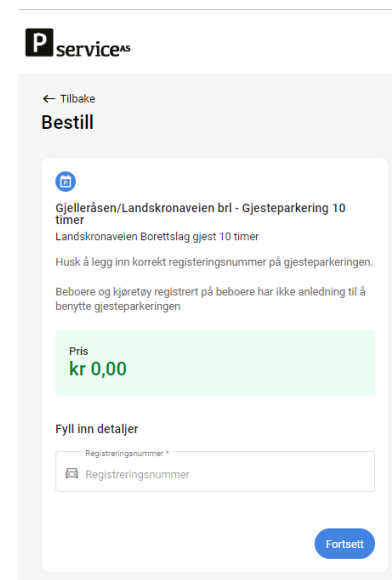 P service AS
← Tilbake
Bestill
Gjelleråsen/Landskronaveien brl - Gjesteparkering 10
timer
Landskronaveien Borettslag gjest 10 timer
Husk å legg inn korrekt registeringsnummer på gjesteparkeringen.
Beboere og kjøretøy registrert på beboere har ikke anledning til å
benytte gjesteparkeringen
Pris
kr 0,00
Fyll inn detaljer
Registreringsnummer *
Registreringsnummer
Fortsett